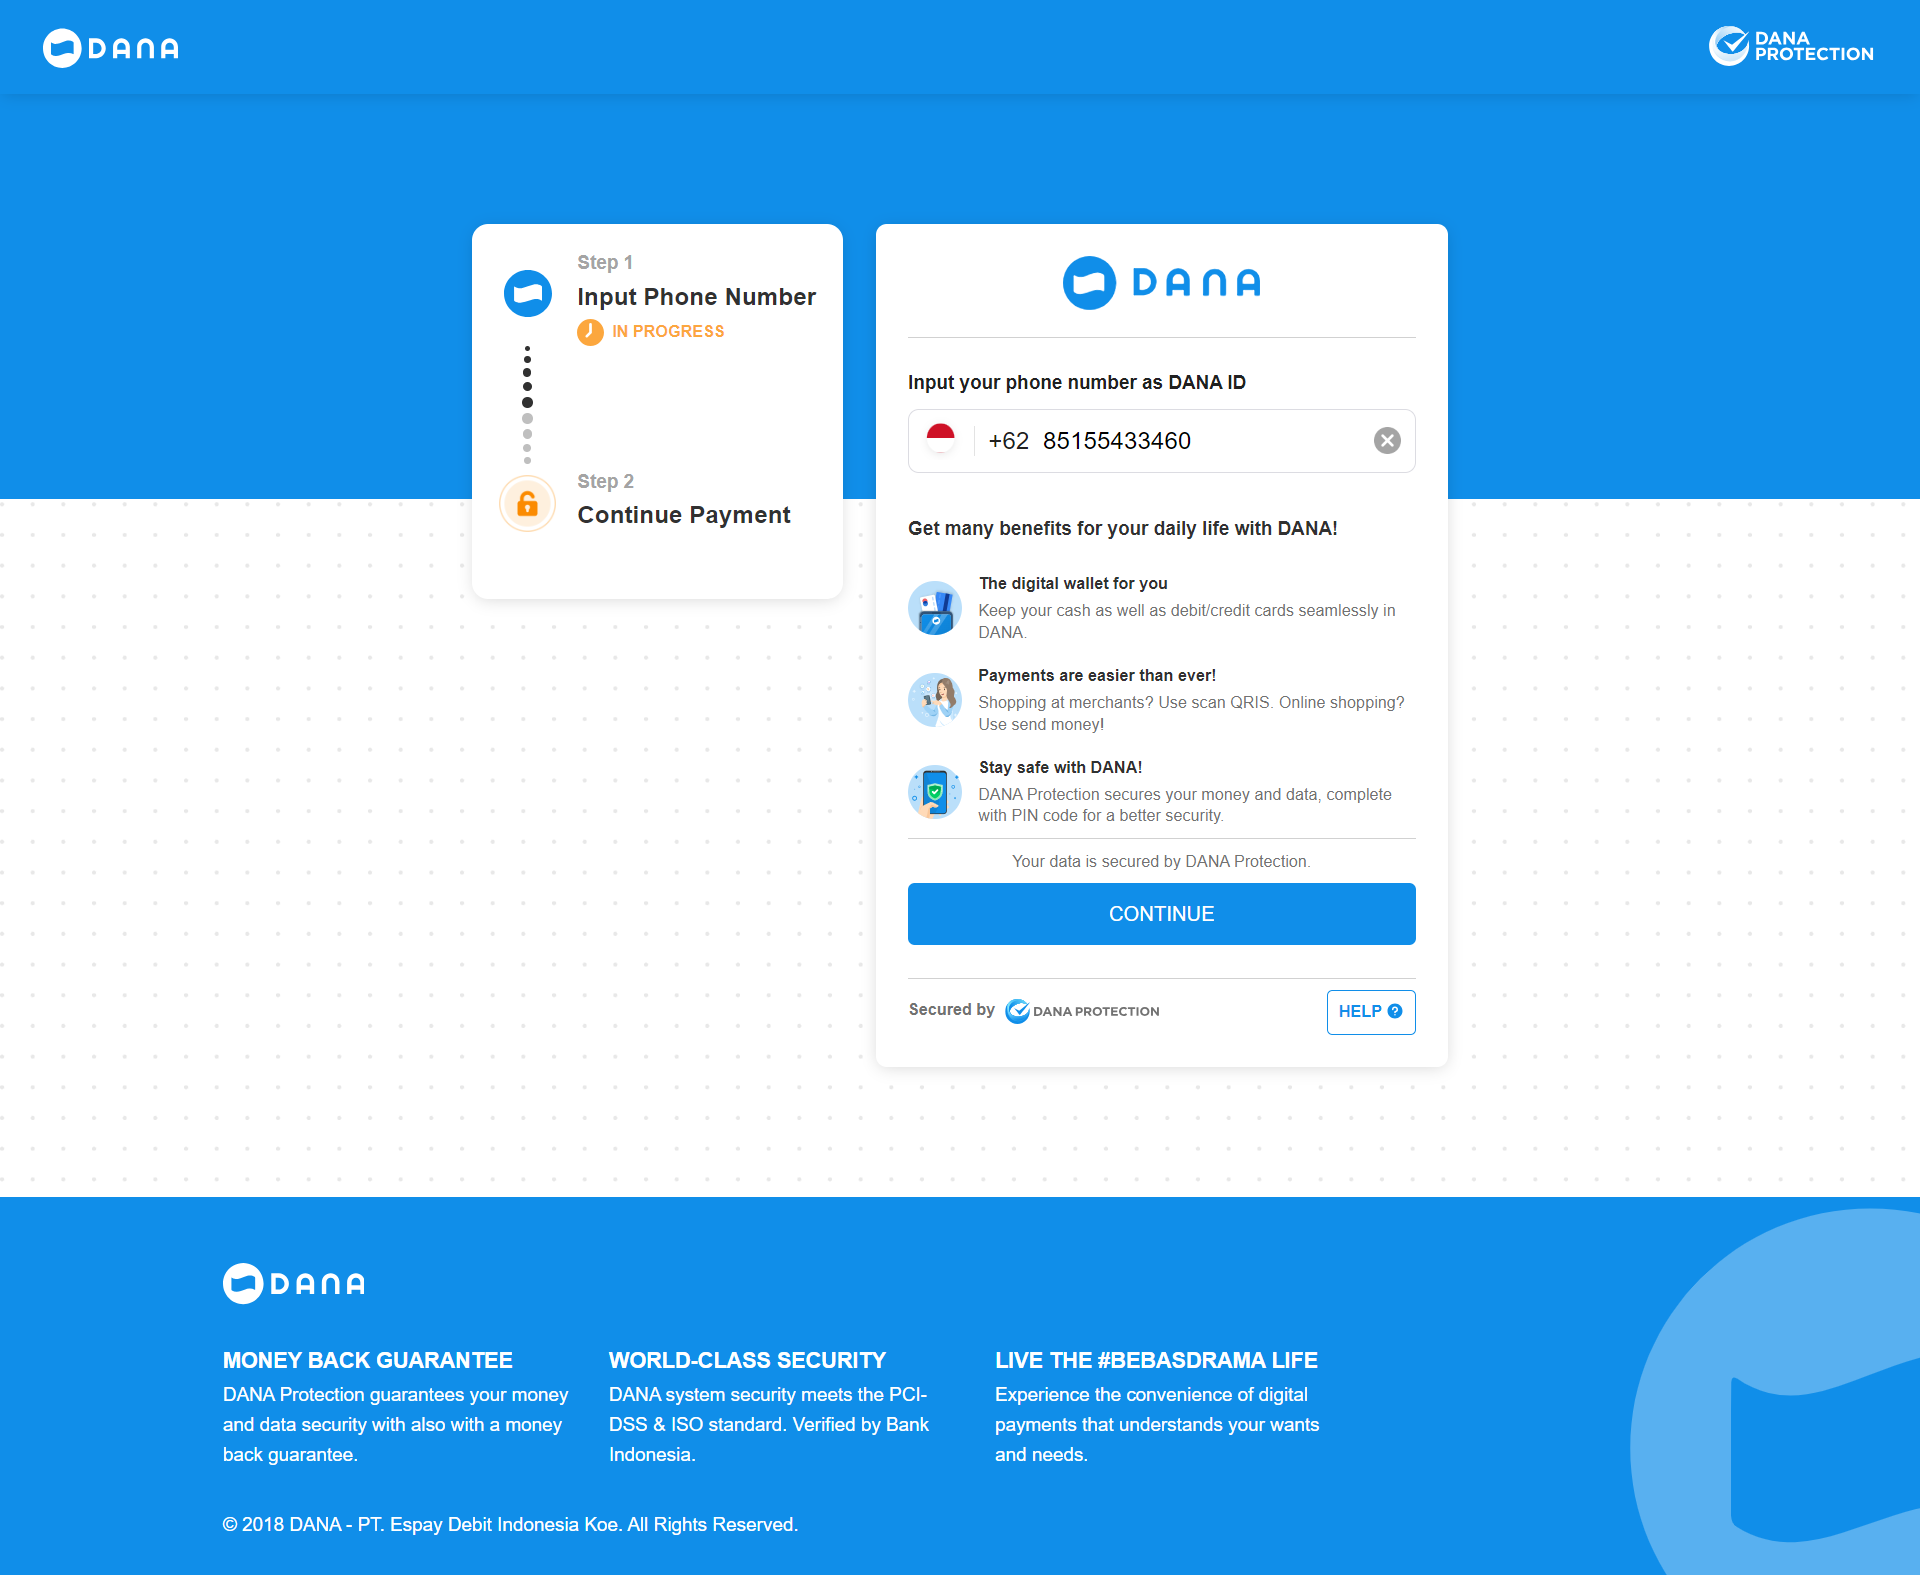 DANA
DANA
PROTECTION
Step 1
Input Phone Number
IN PROGRESS
Step 2
Continue Payment
DANA
Input your phone number as DANA ID
+62 85155433460
Get many benefits for your daily life with DANA!
The digital wallet for you
Keep your cash as well as debit/credit cards seamlessly in
DANA.
Payments are easier than ever!
Shopping at merchants? Use scan QRIS. Online shopping?
Use send money!
Stay safe with DANA!
DANA Protection secures your money and data, complete
with PIN code for a better security.
Your data is secured by DANA Protection.
CONTINUE
Secured by DANA PROTECTION
HELP ?
DANA
MONEY BACK GUARANTEE
DANA Protection guarantees your money
and data security with also with a money
back guarantee.
WORLD-CLASS SECURITY
DANA system security meets the PCI-
DSS & ISO standard. Verified by Bank
Indonesia.
LIVE THE #BEBASDRAMA LIFE
Experience the convenience of digital
payments that understands your wants
and needs.
© 2018 DANA - PT. Espay Debit Indonesia Koe. All Rights Reserved.